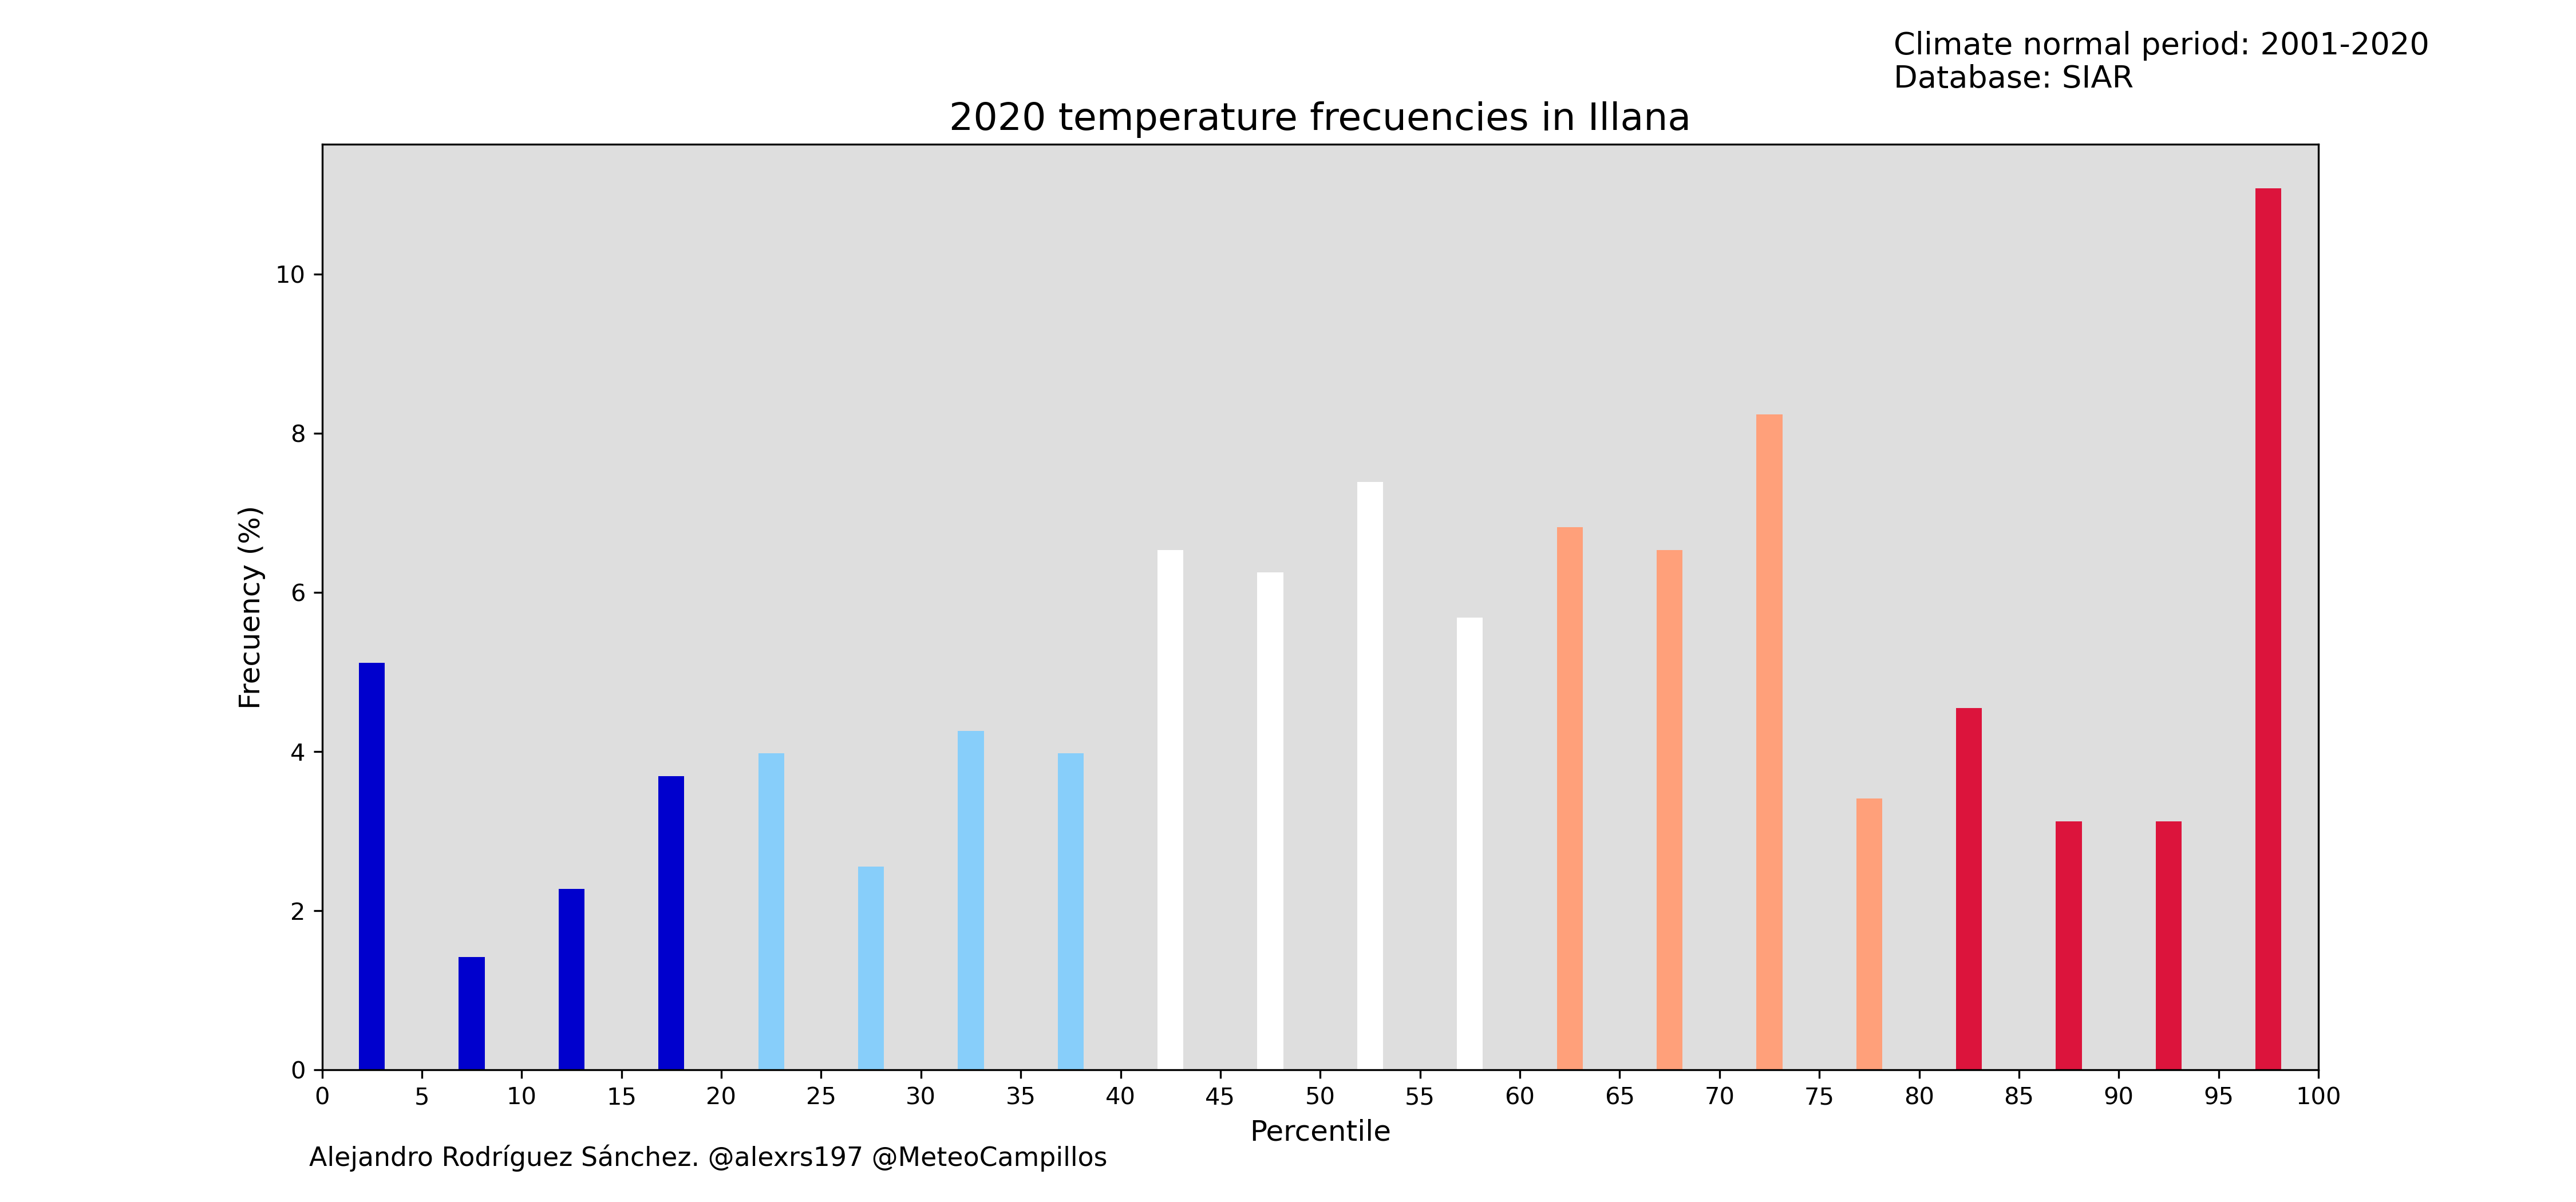 Climate normal period: 2001-2020
Database: SIAR
2020 temperature frecuencies in Illana
Frecuency (%)
10
8
6
4
2
0
0 5 10 15 20 25 30 35 40 45 50 55 60 65 70 75 80 85 90 95 100
Percentile
Alejandro Rodríguez Sánchez. @alexrs197 @MeteoCampillos